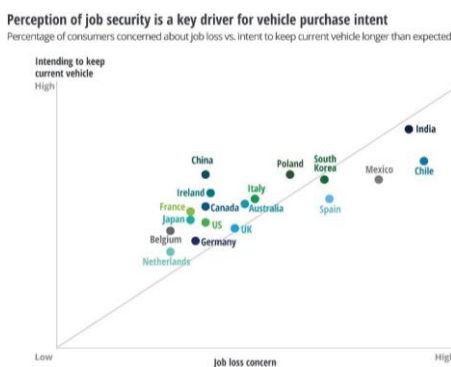 Perception of job security is a key driver for vehicle purchase intent
Percentage of consumers concerned about job loss vs. intent to keep current vehicle longer than expected
Intending to keep
current vehicle
High
India
China
Poland
South
Korea
Mexico
Chile
Ireland
Italy
France
Canada
Australia
Spain
Japan
US
UK
Belgium
Germany
Netherlands
Low
Job loss concern
High